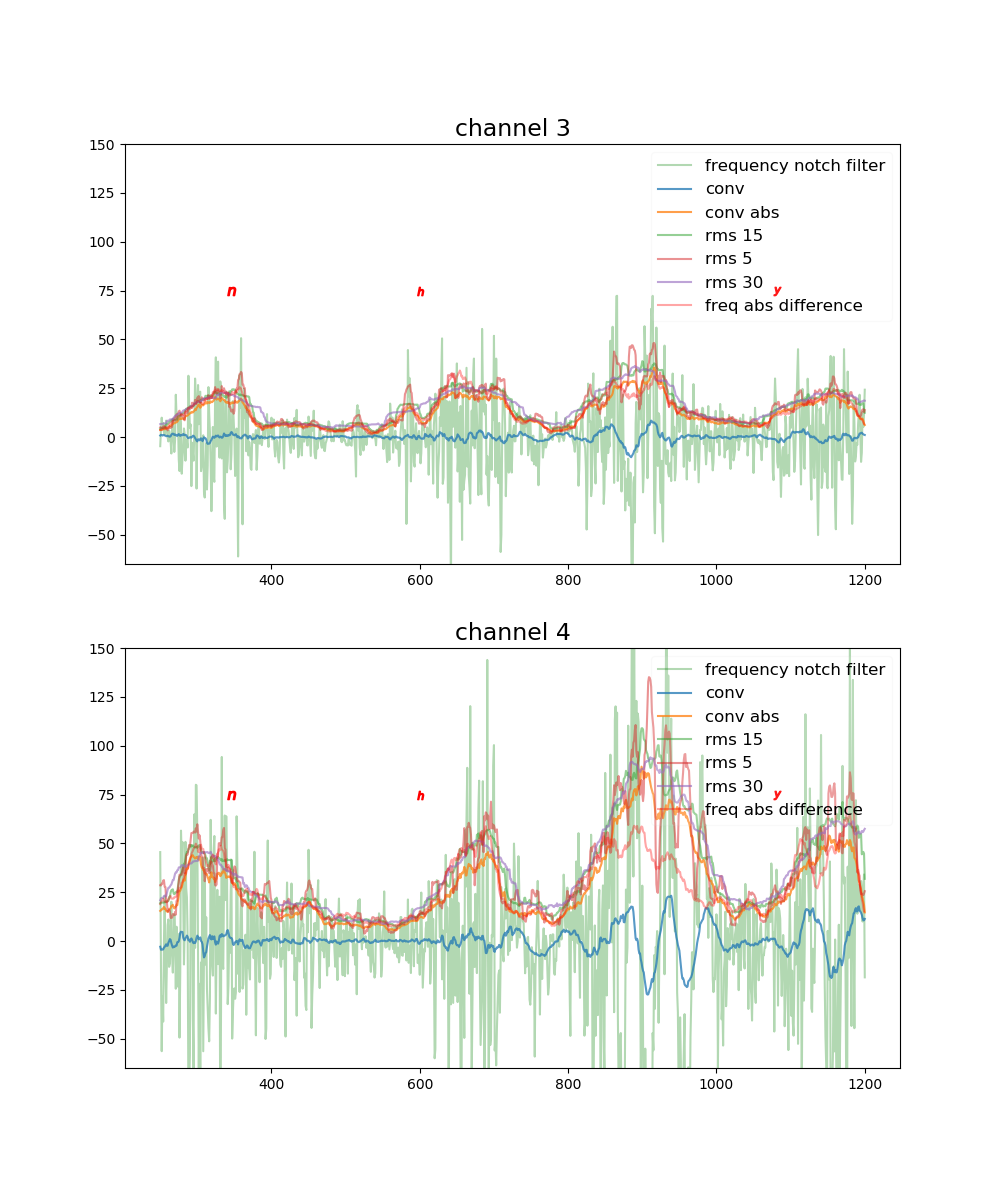 channel 3
150
125
100
75
50
25
0
−25
−50
frequency notch filter
conv
conv abs
rms 15
rms 5
rms 30
freq abs difference
n
h
y
400 600 800 1000 1200
channel 4
150
125
100
75
50
25
0
−25
−50
frequency notch filter
conv
conv abs
rms 15
rms 5
rms 30
freq abs difference
n
h
y
400 600 800 1000 1200